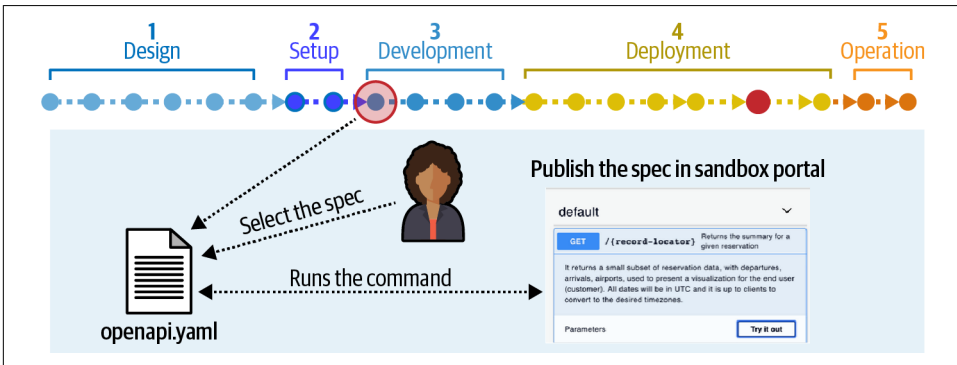 1
Design
2
Setup
3
Development
4
Deployment
5
Operation
Publish the spec in sandbox portal
Select the spec
Runs the command
openapi.yaml
default
GET /{record-locator} Returns the summary for a
given reservation
It returns a small subset of reservation data, with departures,
arrivals, airports, used to present a visualization for the end user
(customer). All dates will be in UTC and it is up to clients to
convert to the desired timezones.
Parameters
Try it out